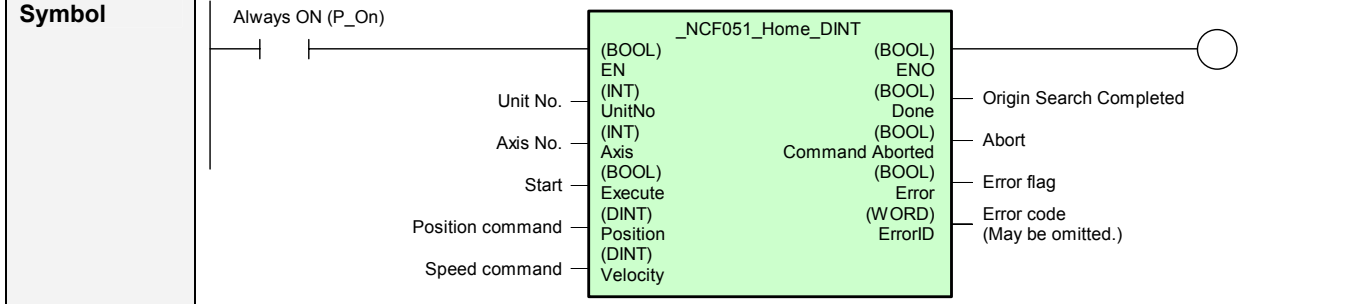 Symbol
Always ON (P_On)
_NCF051_Home_DINT
(BOOL) (BOOL)
EN ENO
(INT) (BOOL)
Unit No. UnitNo Done Origin Search Completed
(INT) (BOOL)
Axis No. Axis Command Aborted Abort
(BOOL) (BOOL)
Start Execute Error Error flag
(DINT) (WORD) Error code
Position command Position ErrorID (May be omitted.)
(DINT)
Speed command Velocity